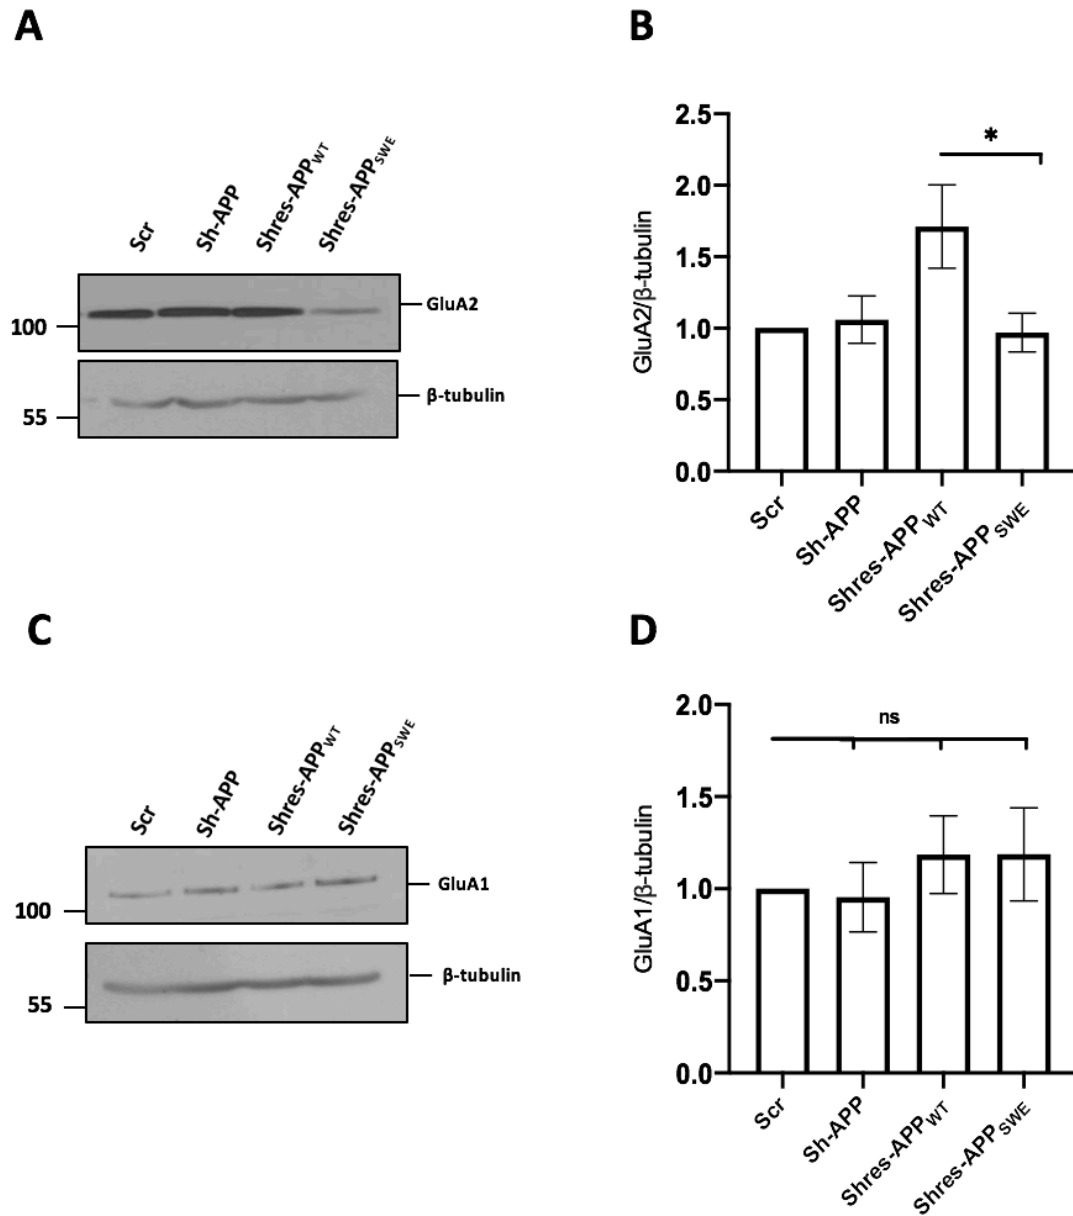 A
Scr
Sh-APP
Shres-APPWT
Shres-APPSWE
GluA2
100
β-tubulin
55
B
2.5
2.0
1.5
1.0
0.5
0.0
GluA2/β-tubulin
*
Scr
Sh-APP
Shres-APPWT
Shres-APPSWE
C
Scr
Sh-APP
Shres-APPWT
Shres-APPSWE
GluA1
100
β-tubulin
55
D
2.0
1.5
1.0
0.5
0.0
GluA1/β-tubulin
ns
Scr
Sh-APP
Shres-APPWT
Shres-APPSWE